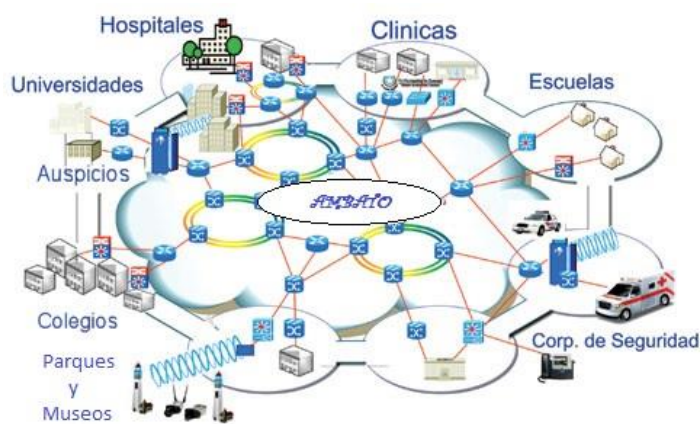 Hospitales
Clinicas
Universidades
Escuelas
AMBATO
Auspicios
Colegios
Corp. de Seguridad
Parques
y
Museos